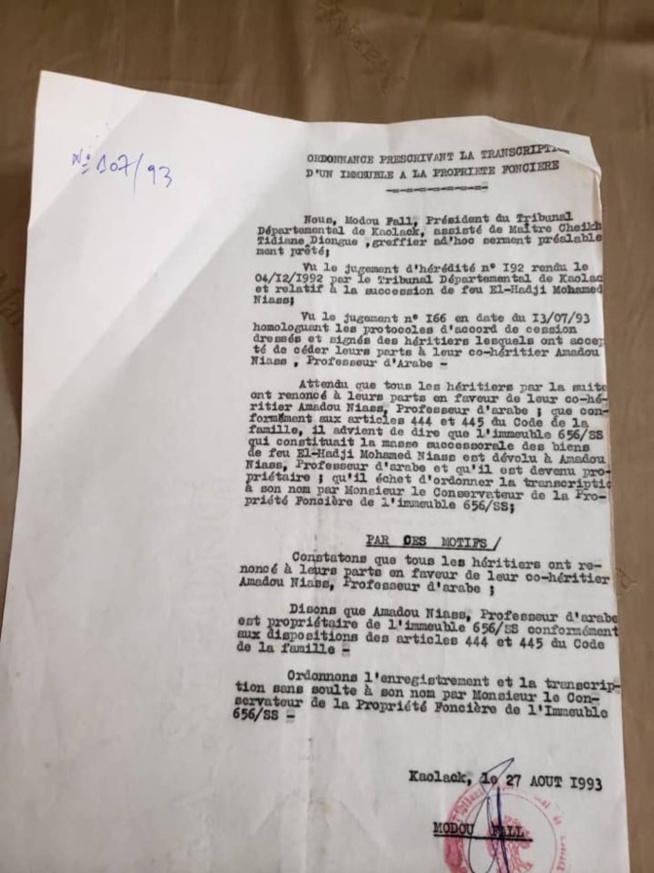 Nº 107/93
ORDONNANCE PRESCRIVANT LA TRANSCRIPTI
D'UN IMMEUBLE A LA PROPRIETE FONCIERE
Nous, Modou Fall, Président du Tribunal
Départemental de Kaolack, assisté de Maître Cheikh
Tidiane Diongue ,greffier ad'hoc serment préalable
ment prêté;
Vu le jugement d'hérédité n° I92 rendu le
04/I2/I992 par le Tribunal Départemental de Kaolac
et relatif à la succession de feu El-Hadji Mohamed
Niass;
Vu le jugement n° I66 en date du I3/07/93
homologuant les protocoles d'accord de cession
dressés et signés des héritiers lesquels ont accep
té de céder leurs parts à leur co-héritier Amadou
Niass , Professeur d'Arabe -
Attendu que tous les héritiers par la suite
ont renoncé à leurs parts en faveur de leur co-hé-
ritier Amadou Niass, Professeur d'arabe ; que con-
formément aux articles 444 et 445 du Code de la
famille, il advient de dire que l'immeuble 656/SS
qui constituait la masse successorale des biens
de feu El-Hadji Mohamed Niass est dévolu à Amadou
Niass, Professeur d'arabe et qu'il est devenu pro-
priétaire ; qu'il échet d'ordonner la transcriptio
à son nom par Monsieur le Conservateur de la Pro-
priété Foncière de l'immeuble 656/SS;
PAR CES MOTIFS /
Constatons que tous les héritiers ont re-
noncé à leurs parts en faveur de leur co-héritier
Amadou Niass, Professeur d'arabe ;
Disons que Amadou Niass, Professeur d'arabe
est propriétaire de l'immeuble 656/SS conformément
aux dispositions des articles 444 et 445 du Code
de la famille -
Ordonnons l'enregistrement et la transcrip-
tion sans soulte à son nom par Monsieur le Con-
servateur de la Propriété Foncière de l'Immeuble
656/SS -
Kaolack, le 27 AOUT I993
MODOU FALL